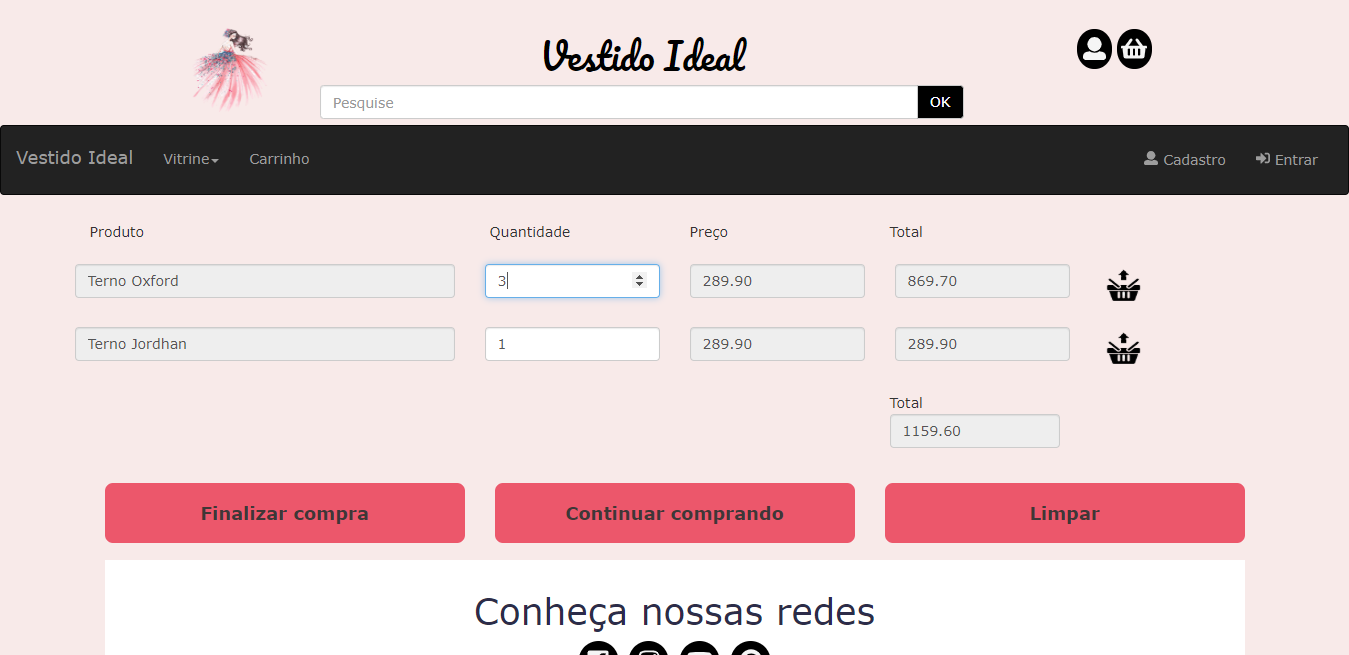 Vestido Ideal
Pesquise OK
Vestido Ideal Vitrine Carrinho Cadastro Entrar
Produto Quantidade Preço Total
Terno Oxford 3 289.90 869.70
Terno Jordhan 1 289.90 289.90
Total
1159.60
Finalizar compra Continuar comprando Limpar
Conheça nossas redes